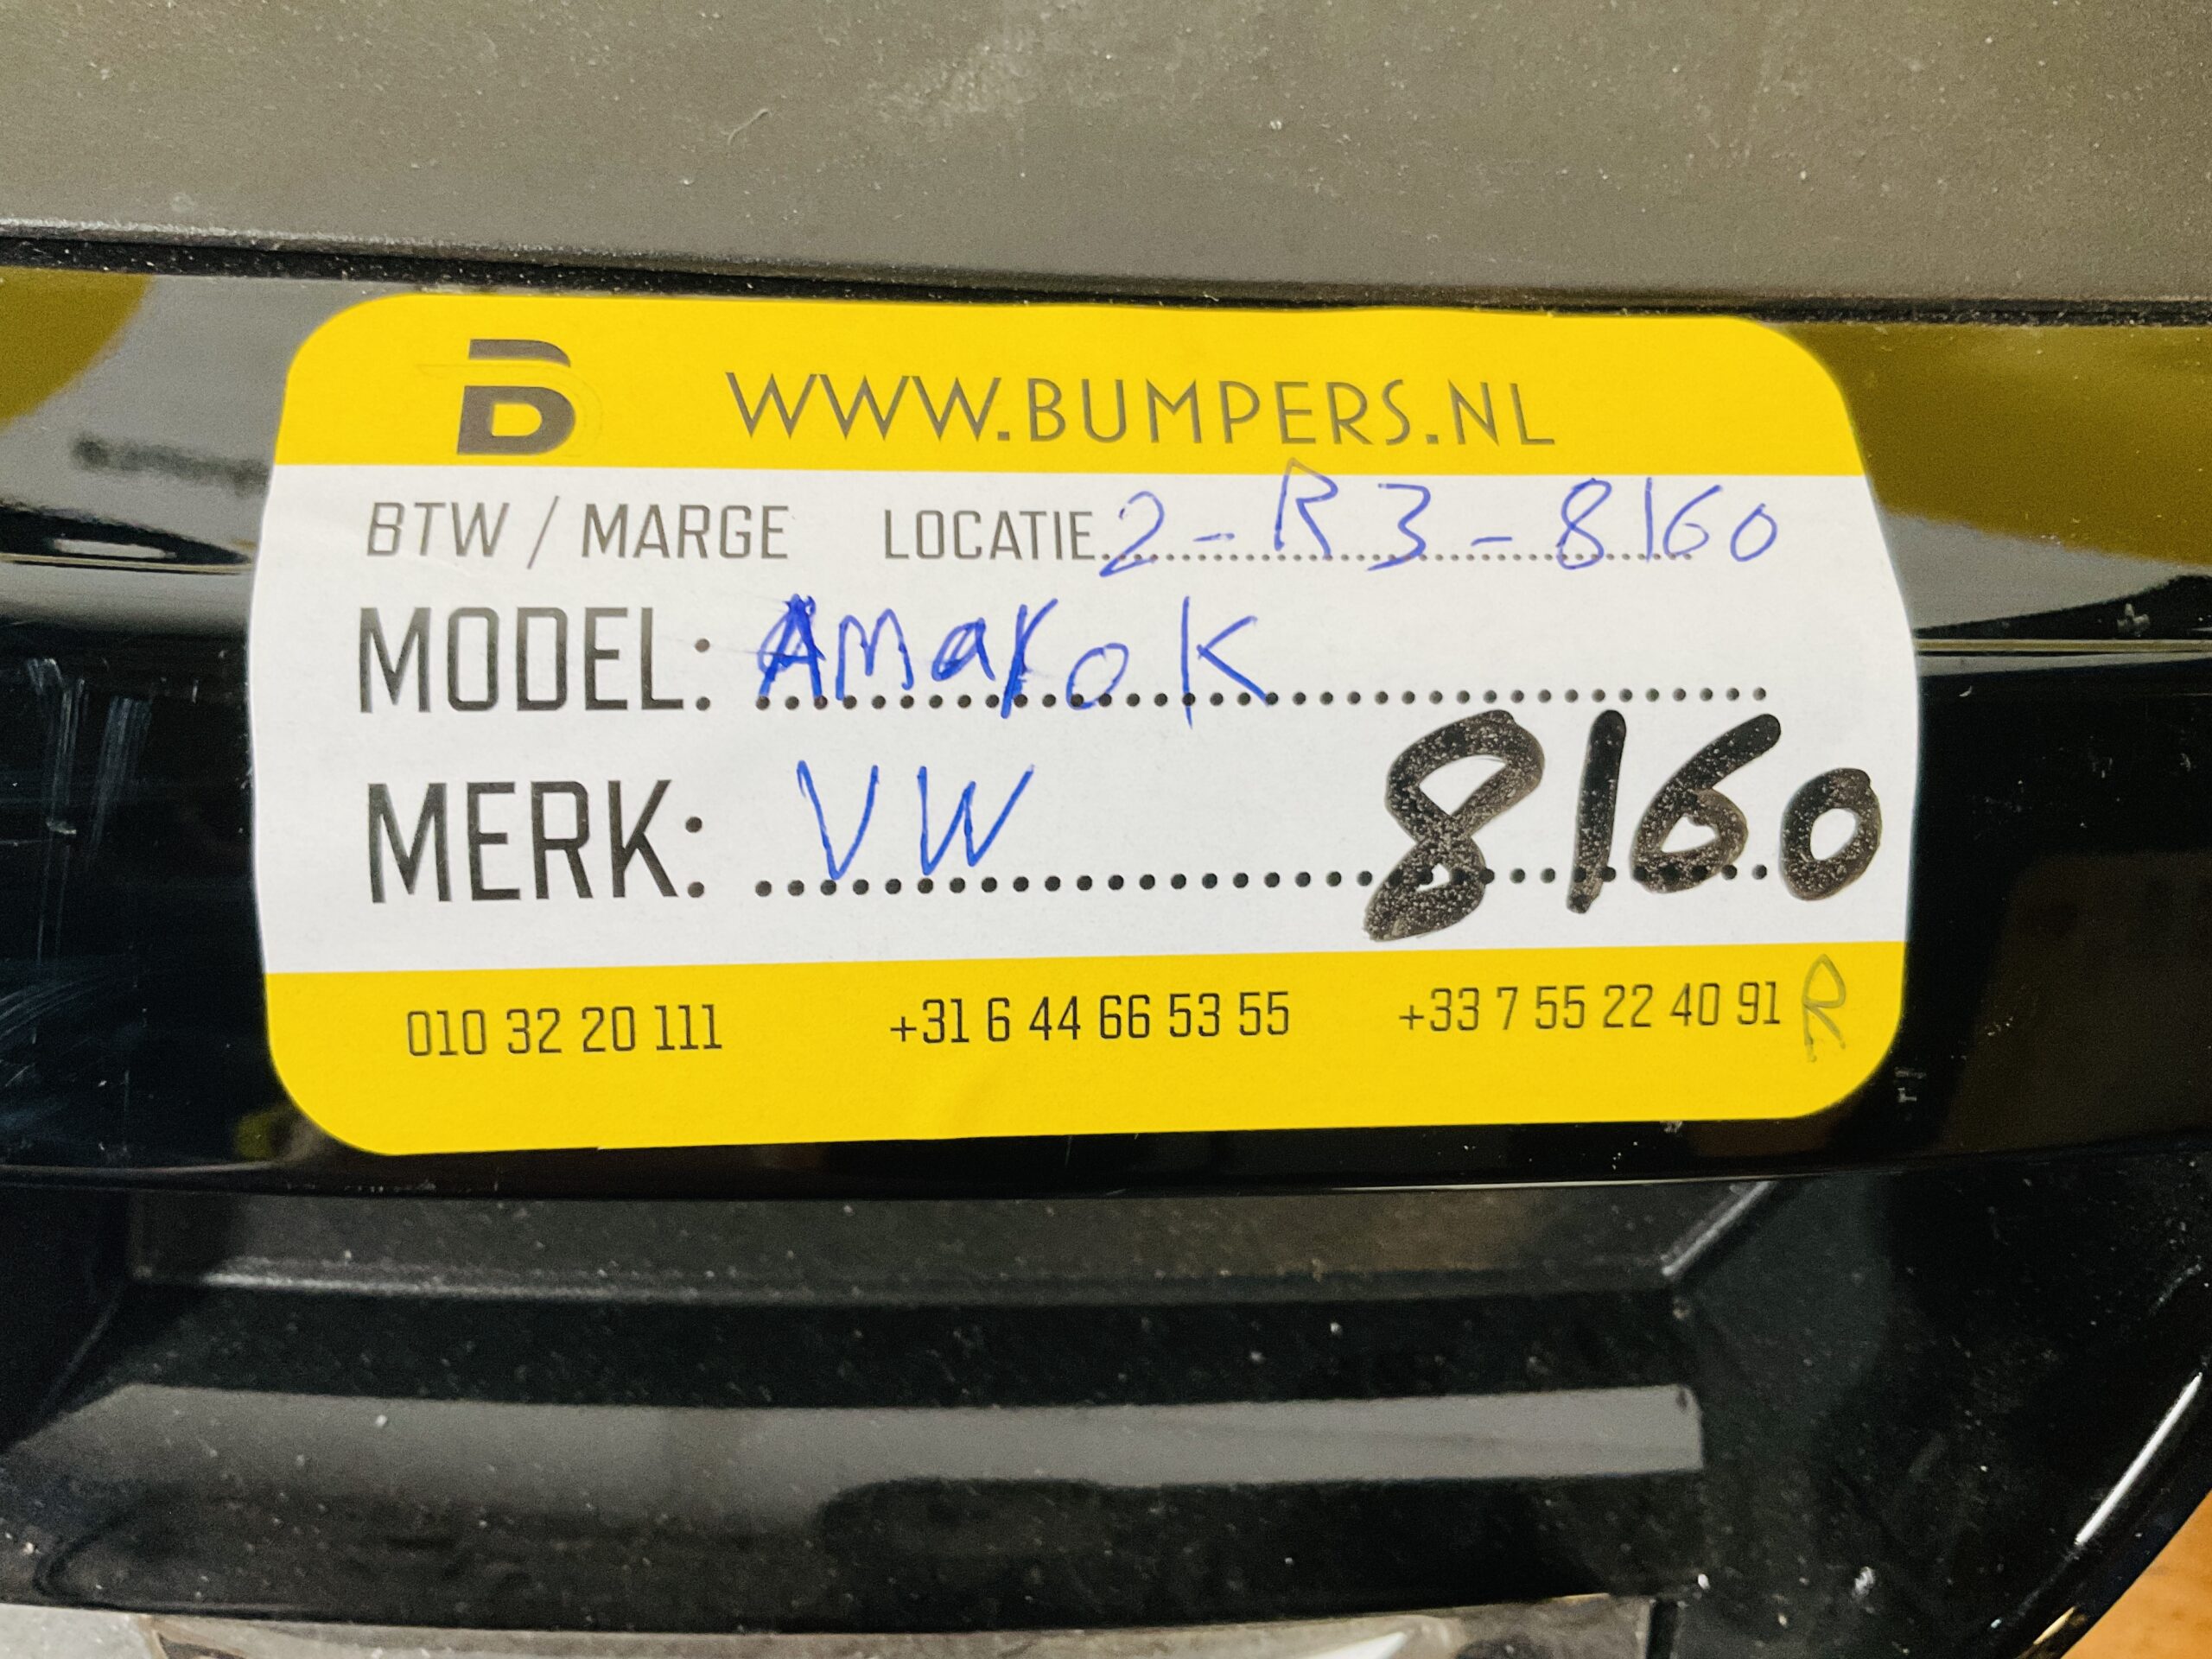 B WWW.BUMPERS.NL
BTW / MARGE LOCATIE 2-R3-8160
MODEL: Amarok
MERK: VW 8160
010 32 20 111 +31 6 44 66 53 55 +33 7 55 22 40 91 R